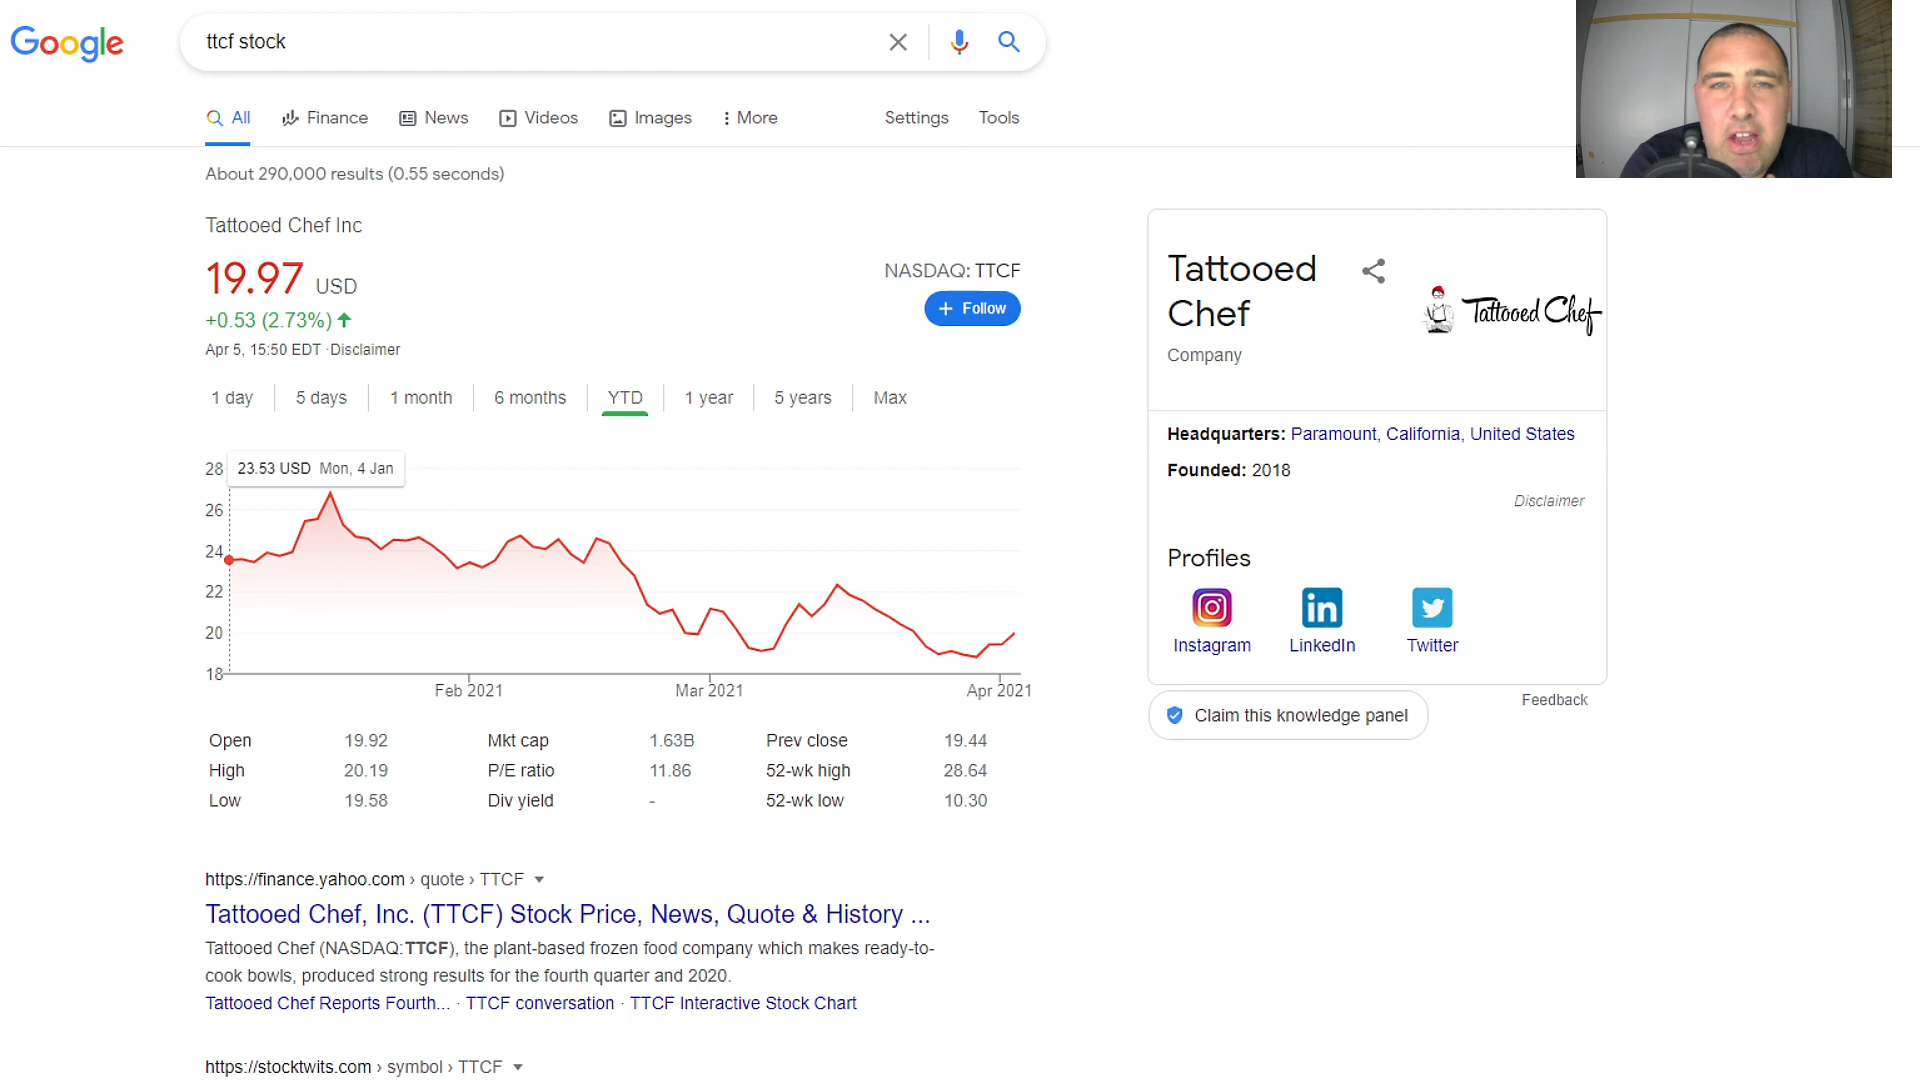 Google
ttcf stock
All Finance News Videos Images More Settings Tools
About 290,000 results (0.55 seconds)
Tattooed Chef Inc
19.97 USD
+0.53 (2.73%)
Apr 5, 15:50 EDT · Disclaimer
NASDAQ: TTCF
+ Follow
1 day 5 days 1 month 6 months YTD 1 year 5 years Max
23.53 USD Mon, 4 Jan
28
26
24
22
20
18
Feb 2021 Mar 2021 Apr 2021
Open 19.92 Mkt cap 1.63B Prev close 19.44
High 20.19 P/E ratio 11.86 52-wk high 28.64
Low 19.58 Div yield - 52-wk low 10.30
https://finance.yahoo.com › quote › TTCF
Tattooed Chef, Inc. (TTCF) Stock Price, News, Quote & History ...
Tattooed Chef (NASDAQ:TTCF), the plant-based frozen food company which makes ready-to-
cook bowls, produced strong results for the fourth quarter and 2020.
Tattooed Chef Reports Fourth... · TTCF conversation · TTCF Interactive Stock Chart
https://stocktwits.com › symbol › TTCF
Tattooed
Chef
Company
Tattooed Chef
Headquarters: Paramount, California, United States
Founded: 2018
Disclaimer
Profiles
in
Instagram LinkedIn Twitter
Feedback
Claim this knowledge panel